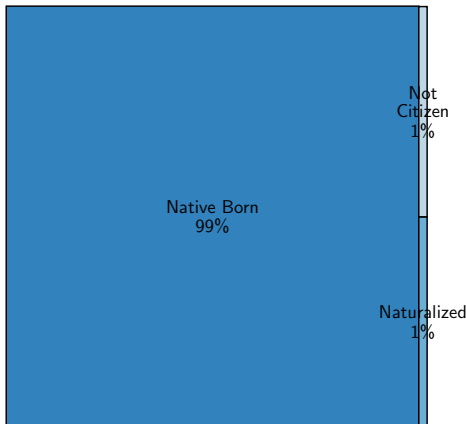 Native Born
99%
Not
Citizen
1%
Naturalized
1%